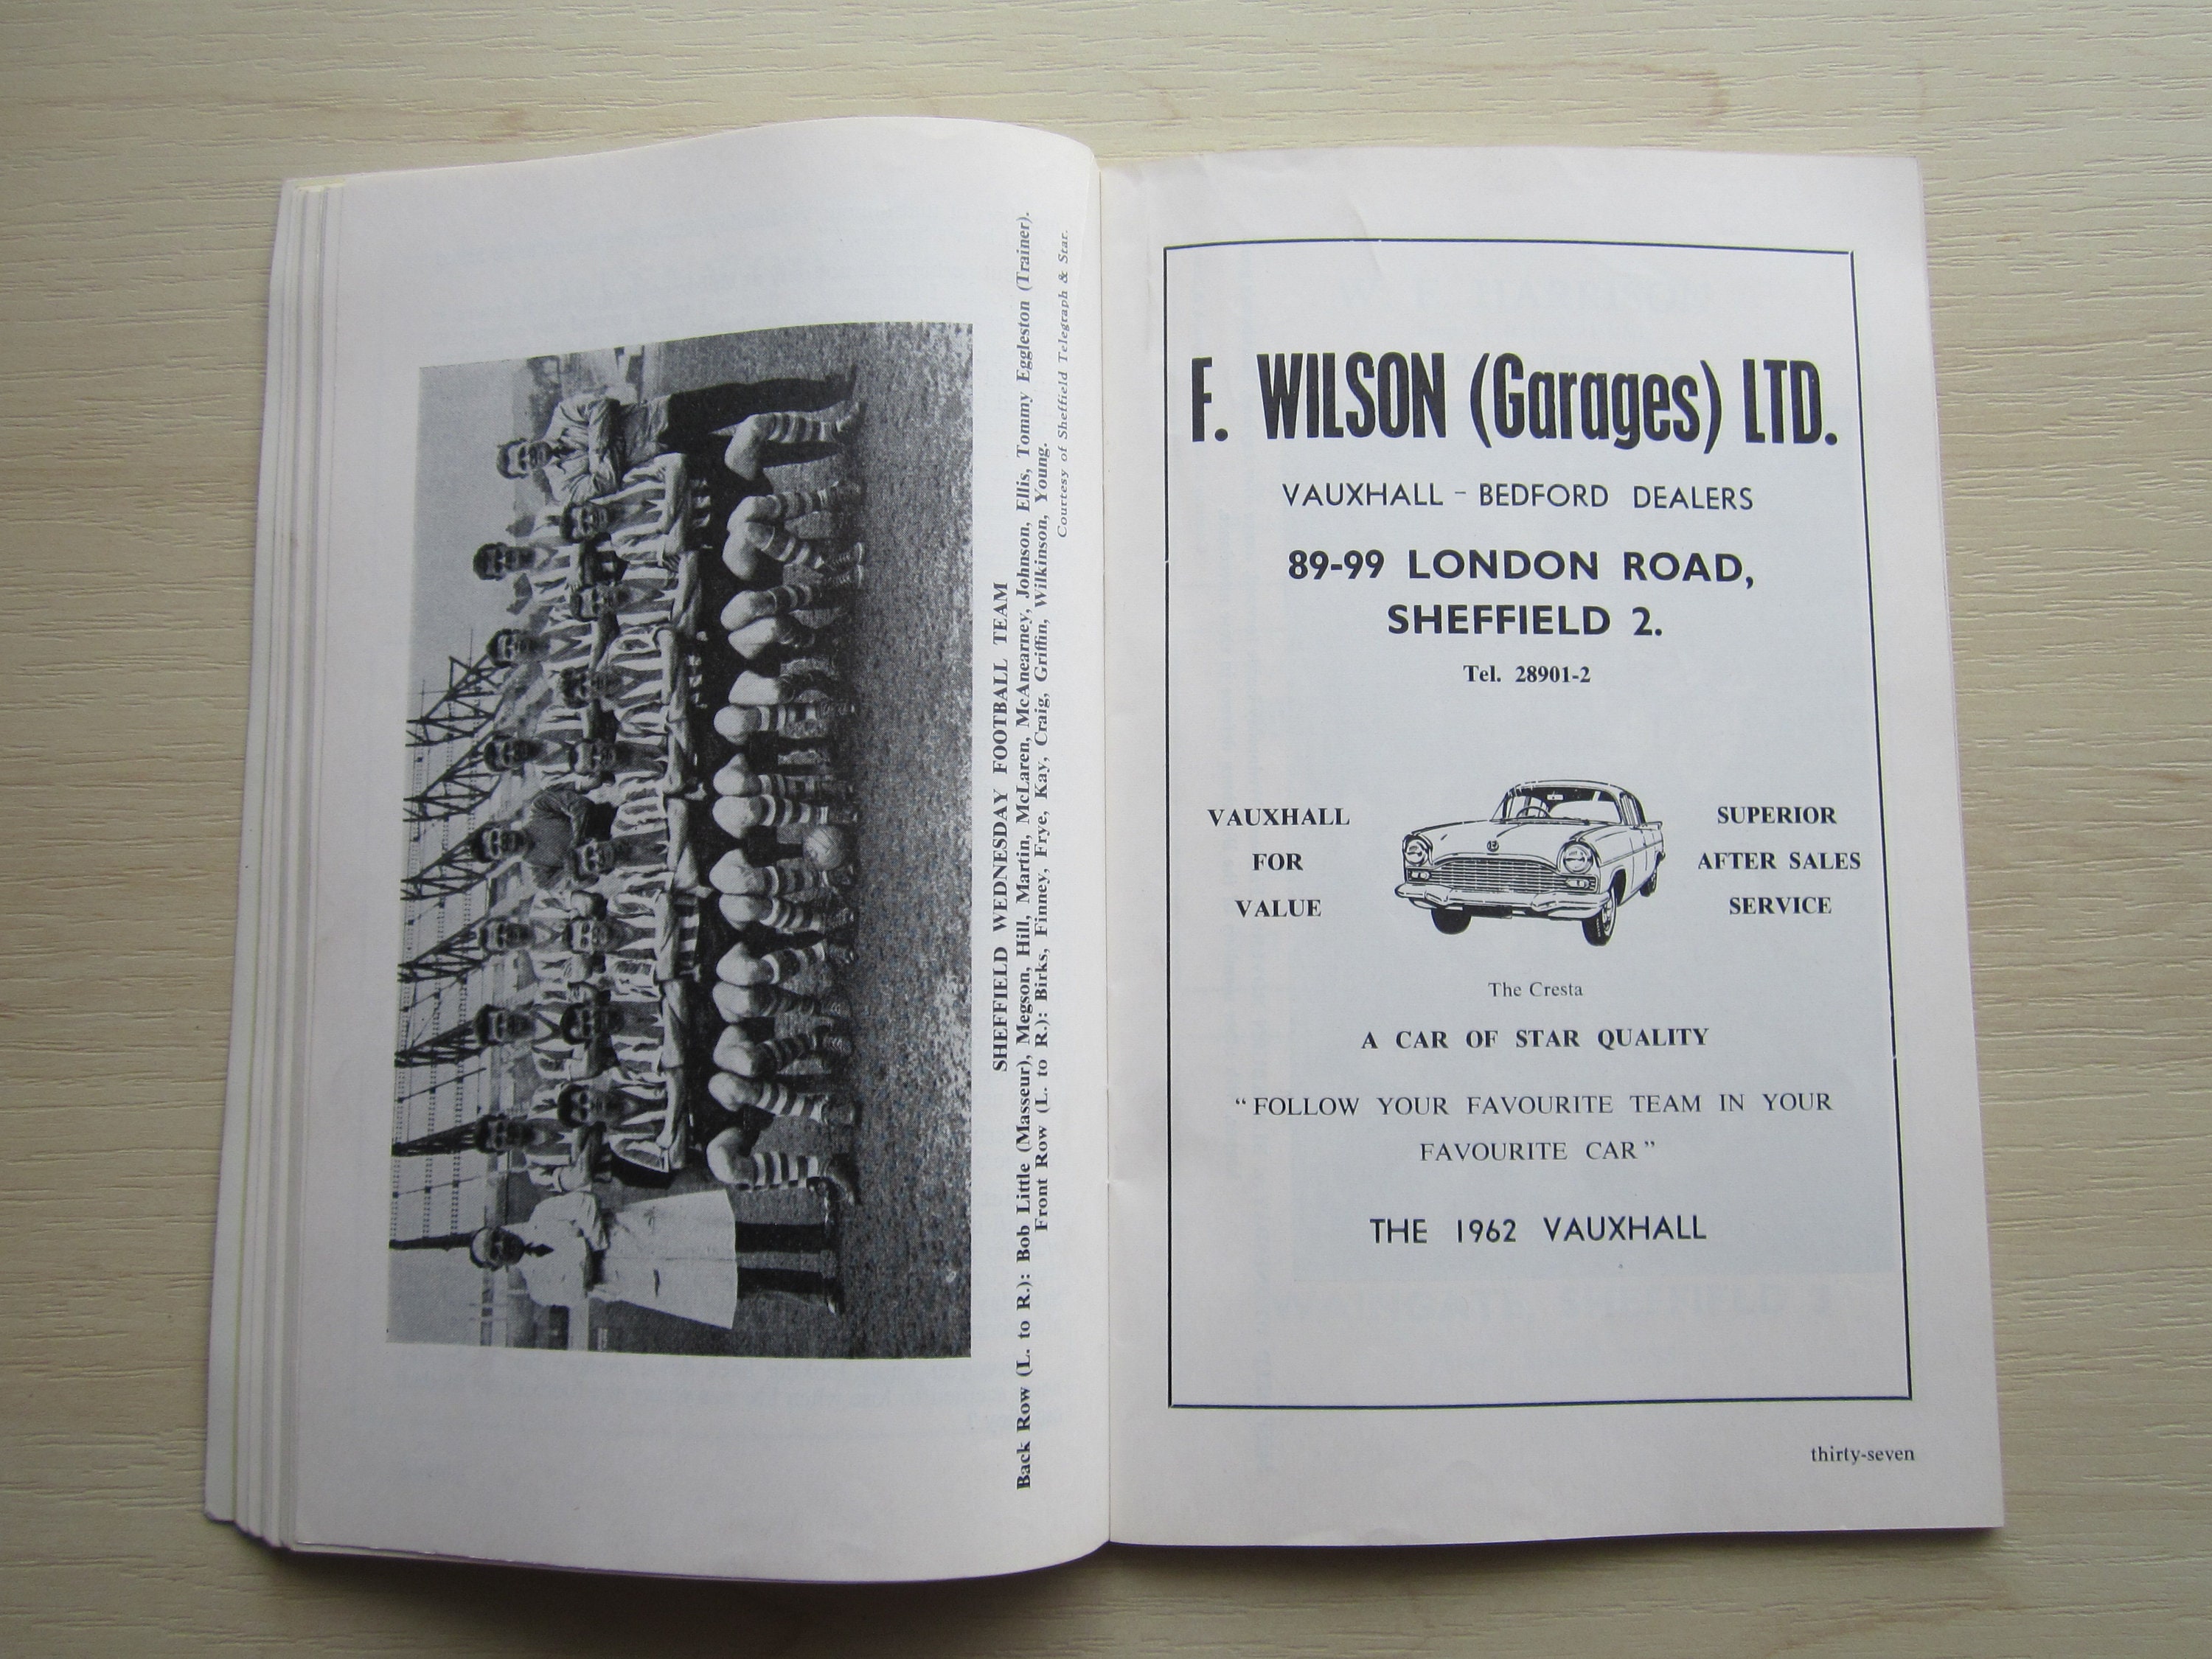 SHEFFIELD WEDNESDAY FOOTBALL TEAM
Back Row (L. to R.): Bob Little (Masseur), Megson, Hill, Martin, McLaren, McAnearney, Johnson, Ellis, Tommy Eggleston (Trainer).
Front Row (L. to R.): Birks, Finney, Frye, Kay, Craig, Griffin, Wilkinson, Young.
Courtesy of Sheffield Telegraph & Star.
F. WILSON (Garages) LTD.
VAUXHALL - BEDFORD DEALERS
89-99 LONDON ROAD,
SHEFFIELD 2.
Tel. 28901-2
VAUXHALL
FOR
VALUE
SUPERIOR
AFTER SALES
SERVICE
The Cresta
A CAR OF STAR QUALITY
“FOLLOW YOUR FAVOURITE TEAM IN YOUR
FAVOURITE CAR”
THE 1962 VAUXHALL
thirty-seven